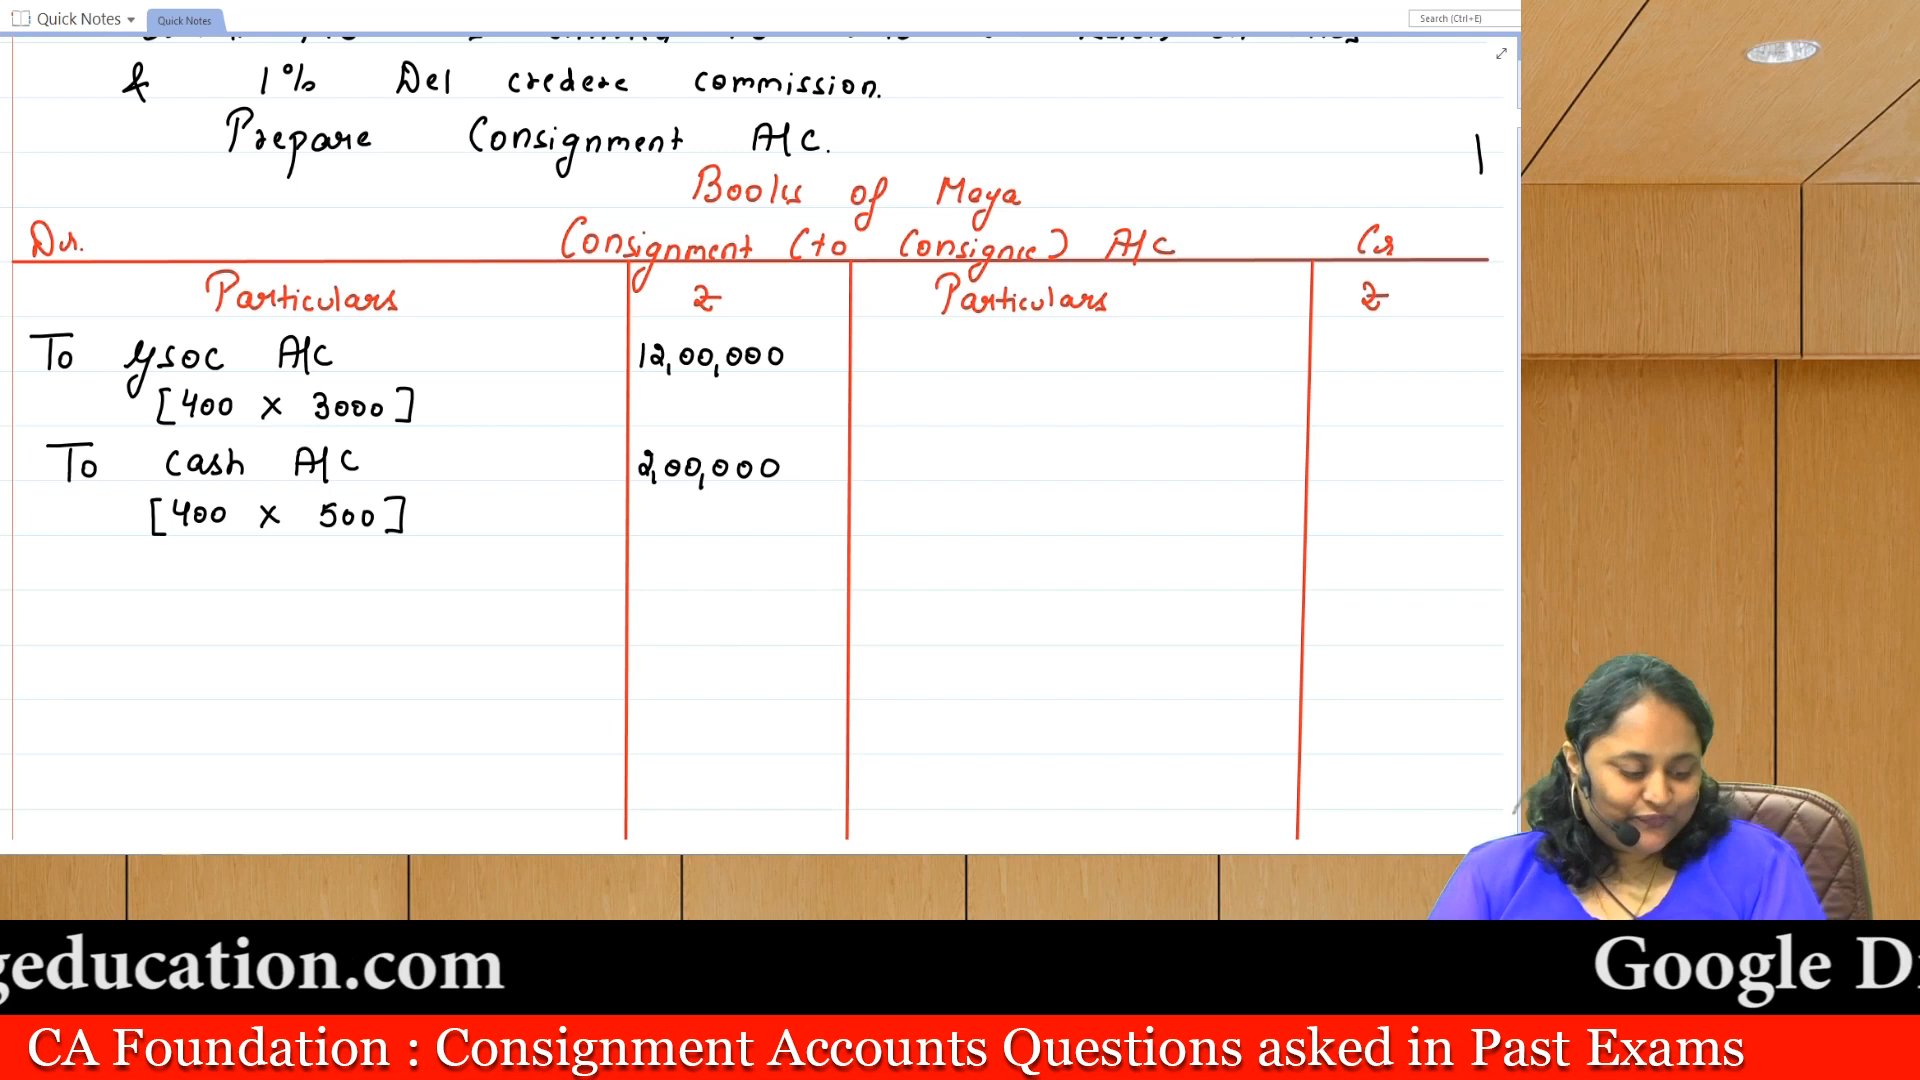 Quick Notes
Quick Notes
Search (Ctrl+E)
& 1% Del credere commission.
Prepare Consignment A/C.
Books of Maya
Dr. Consignment (to Consignee) A/C Cr
Particulars ₹ Particulars ₹
To GSOC A/C 12,00,000
[400 × 3000]
To cash A/C 2,00,000
[400 × 500]
geducation.com Google D
CA Foundation : Consignment Accounts Questions asked in Past Exams